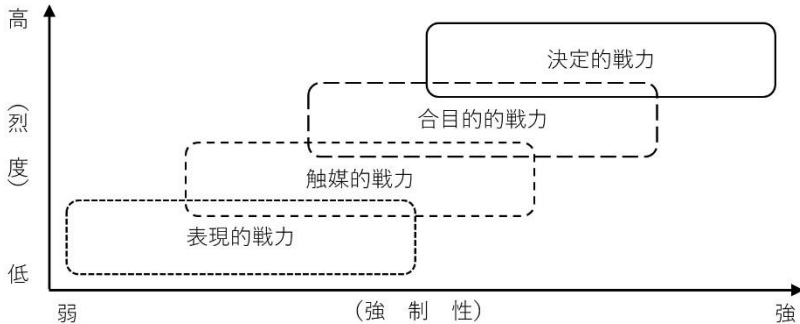 高
決定的戦力
合目的的戦力
(烈度)
触媒的戦力
表現的戦力
低
弱
(強 制 性)
強